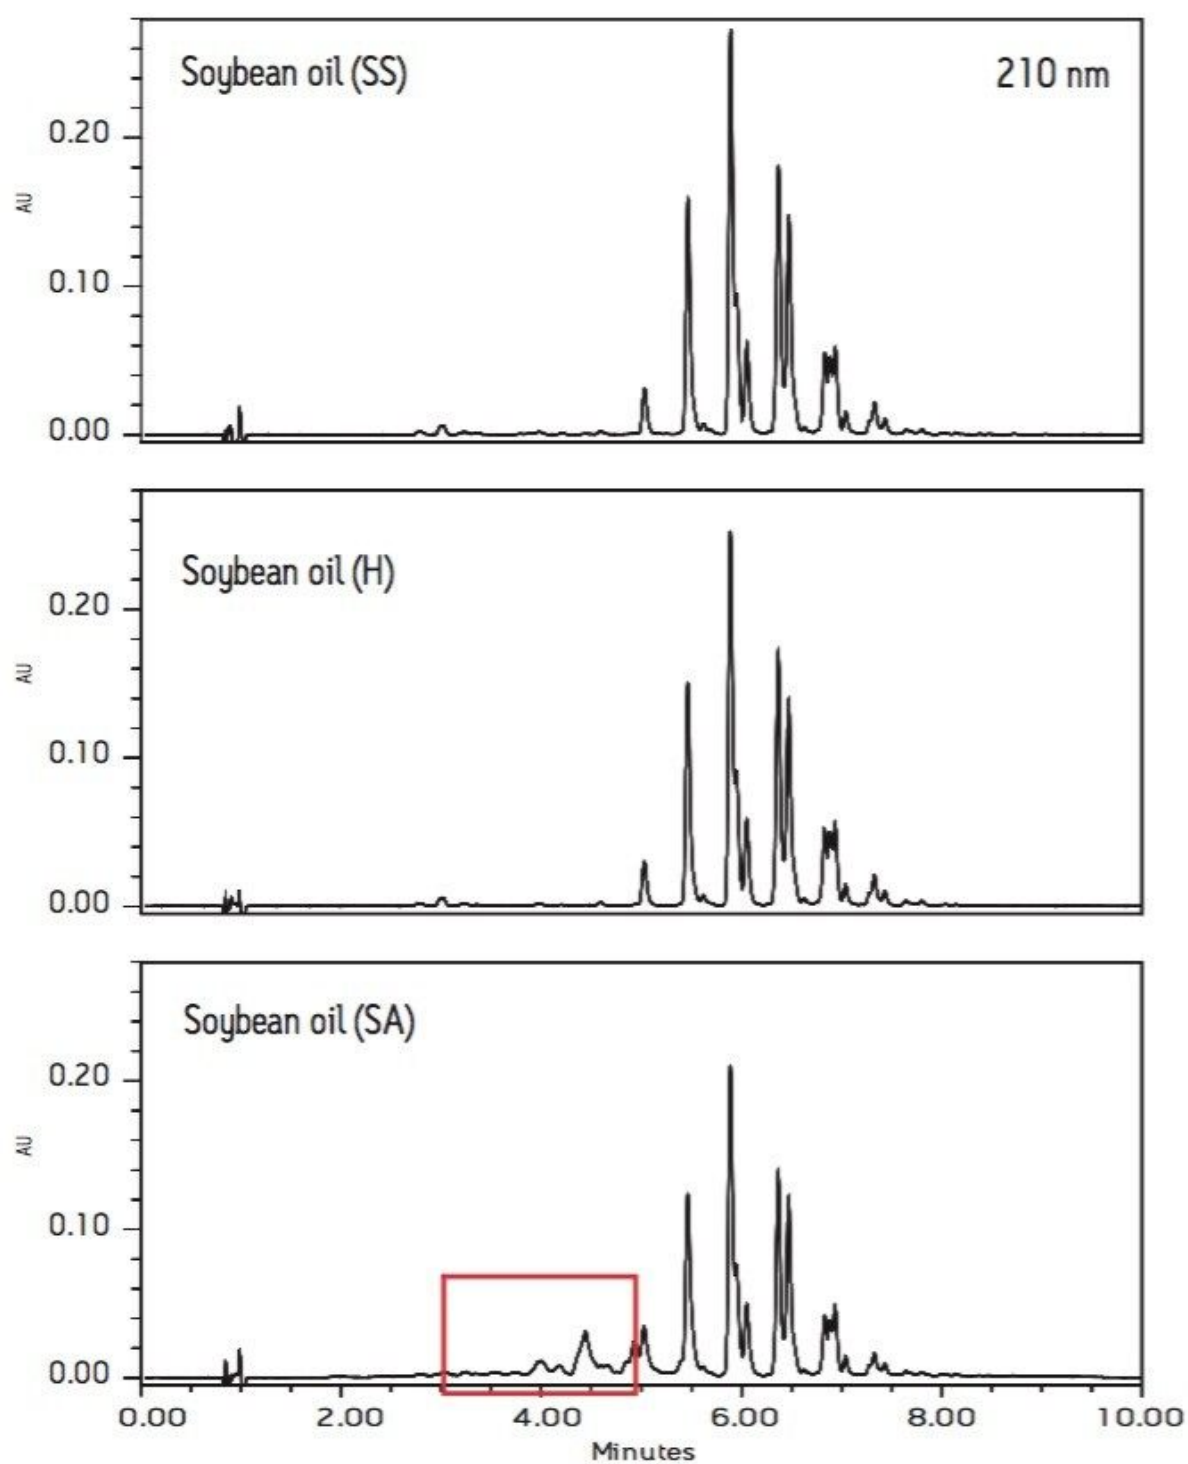 Soybean oil (SS)
210 nm
0.20
AU
0.10
0.00
Soybean oil (H)
0.20
AU
0.10
0.00
Soybean oil (SA)
0.20
AU
0.10
0.00
0.00 2.00 4.00 6.00 8.00 10.00
Minutes